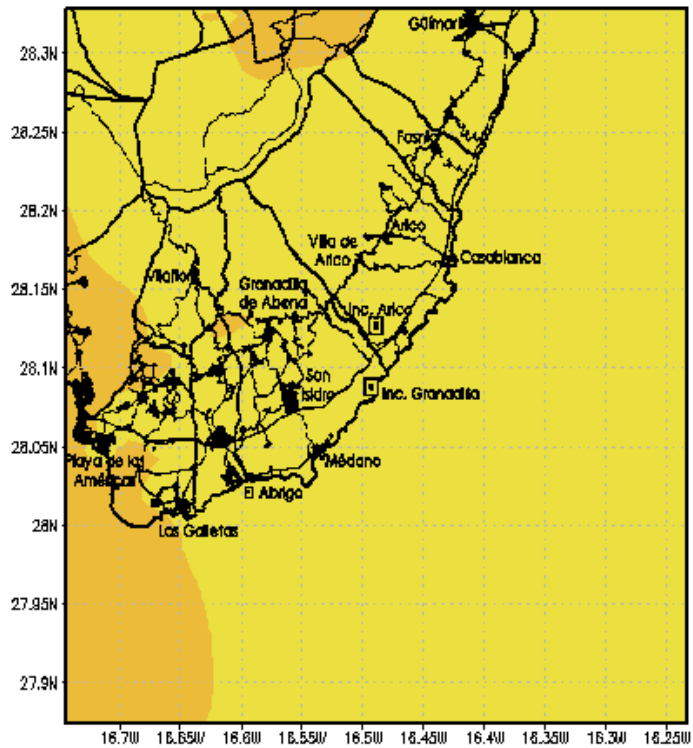 Güímar
28.3N
28.25N
Fasnia
28.2N
Arico
Villa de
Arico
Casablanca
Vilaflor
Granadilla
de Abona
28.15N
Inc. Arico
28.1N
San
Isidro
Inc. Granadilla
28.05N
Playa de las
Américas
Médano
El Abrigo
28N
Las Galletas
27.95N
27.9N
16.7W 16.65W 16.6W 16.55W 16.5W 16.45W 16.4W 16.35W 16.3W 16.25W